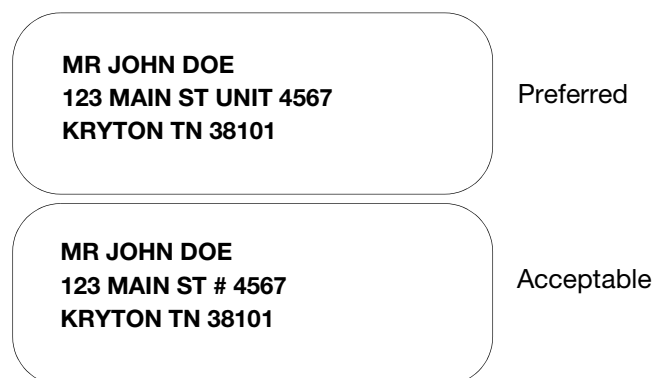 MR JOHN DOE
123 MAIN ST UNIT 4567
KRYTON TN 38101
Preferred
MR JOHN DOE
123 MAIN ST # 4567
KRYTON TN 38101
Acceptable